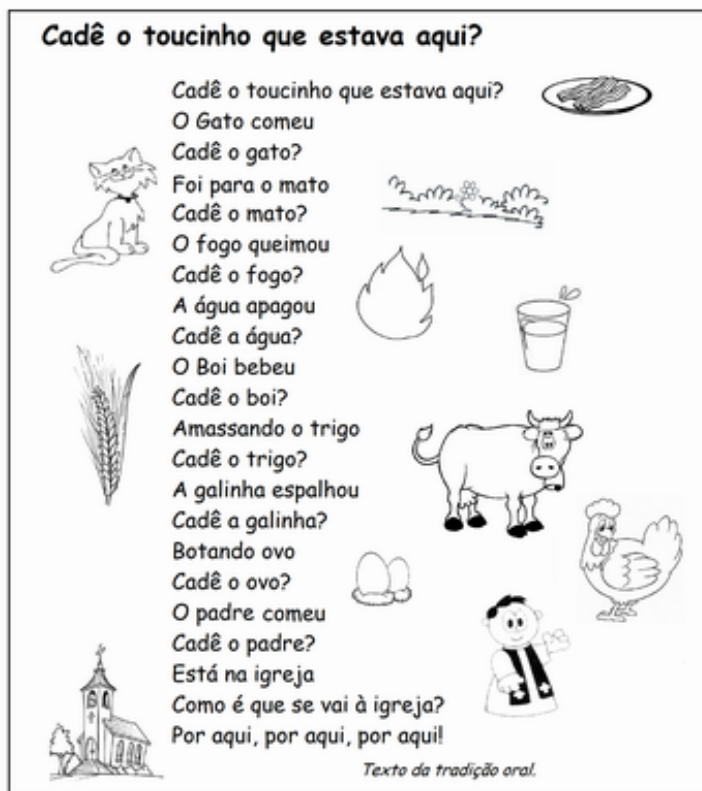 Cadê o toucinho que estava aqui?
Cadê o toucinho que estava aqui?
O Gato comeu
Cadê o gato?
Foi para o mato
Cadê o mato?
O fogo queimou
Cadê o fogo?
A água apagou
Cadê a água?
O Boi bebeu
Cadê o boi?
Amassando o trigo
Cadê o trigo?
A galinha espalhou
Cadê a galinha?
Botando ovo
Cadê o ovo?
O padre comeu
Cadê o padre?
Está na igreja
Como é que se vai à igreja?
Por aqui, por aqui, por aqui!
Texto da tradição oral.